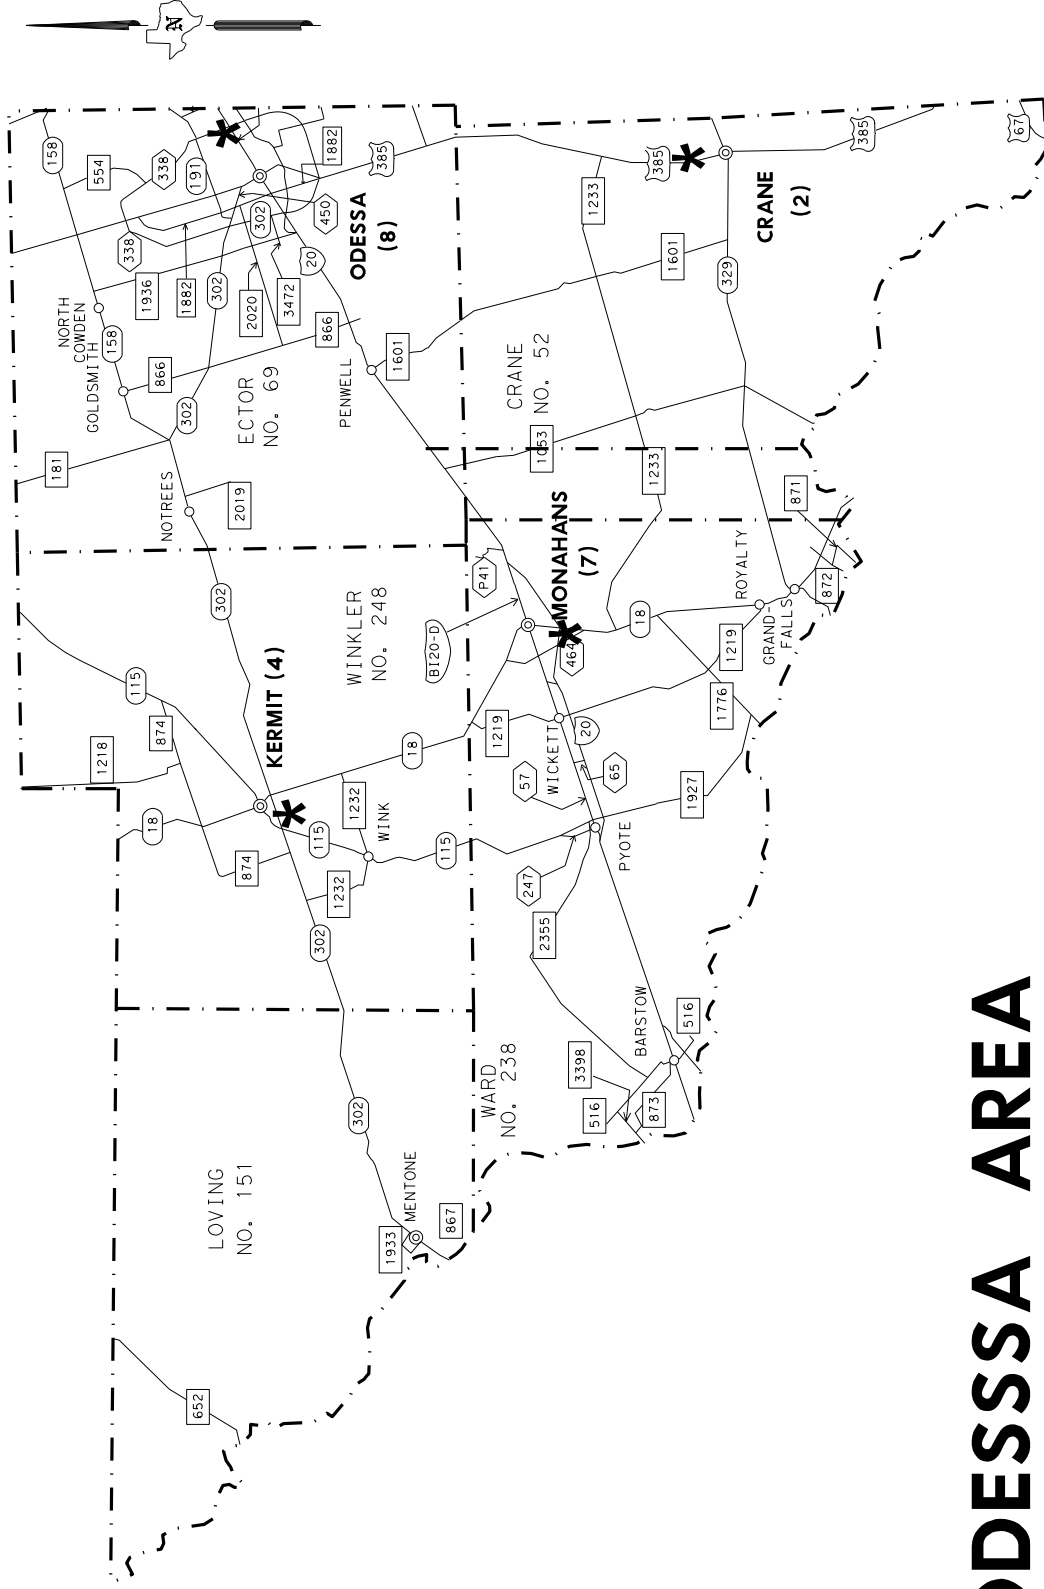 N
158
554
338
191
1882
385
385
385
67
338
302
450
ODESSA
(8)
20
1233
CRANE
(2)
1936
1882
302
2020
3472
866
1601
329
NORTH
COWDEN
GOLDSMITH
158
866
302
ECTOR
NO. 69
PENWELL
1601
CRANE
NO. 52
181
NOTREES
2019
1053
1233
871
302
P41
MONAHANS
(7)
ROYALTY
872
GRAND-
FALLS
WINKLER
NO. 248
BI20-D
464
18
1219
115
874
1218
KERMIT (4)
18
1219
WICKETT
20
1776
18
115
1232
WINK
57
65
1927
874
1232
115
247
PYOTE
302
2355
BARSTOW
516
LOVING
NO. 151
302
WARD
NO. 238
3398
516
873
MENTONE
1933
867
652
ODESSA AREA